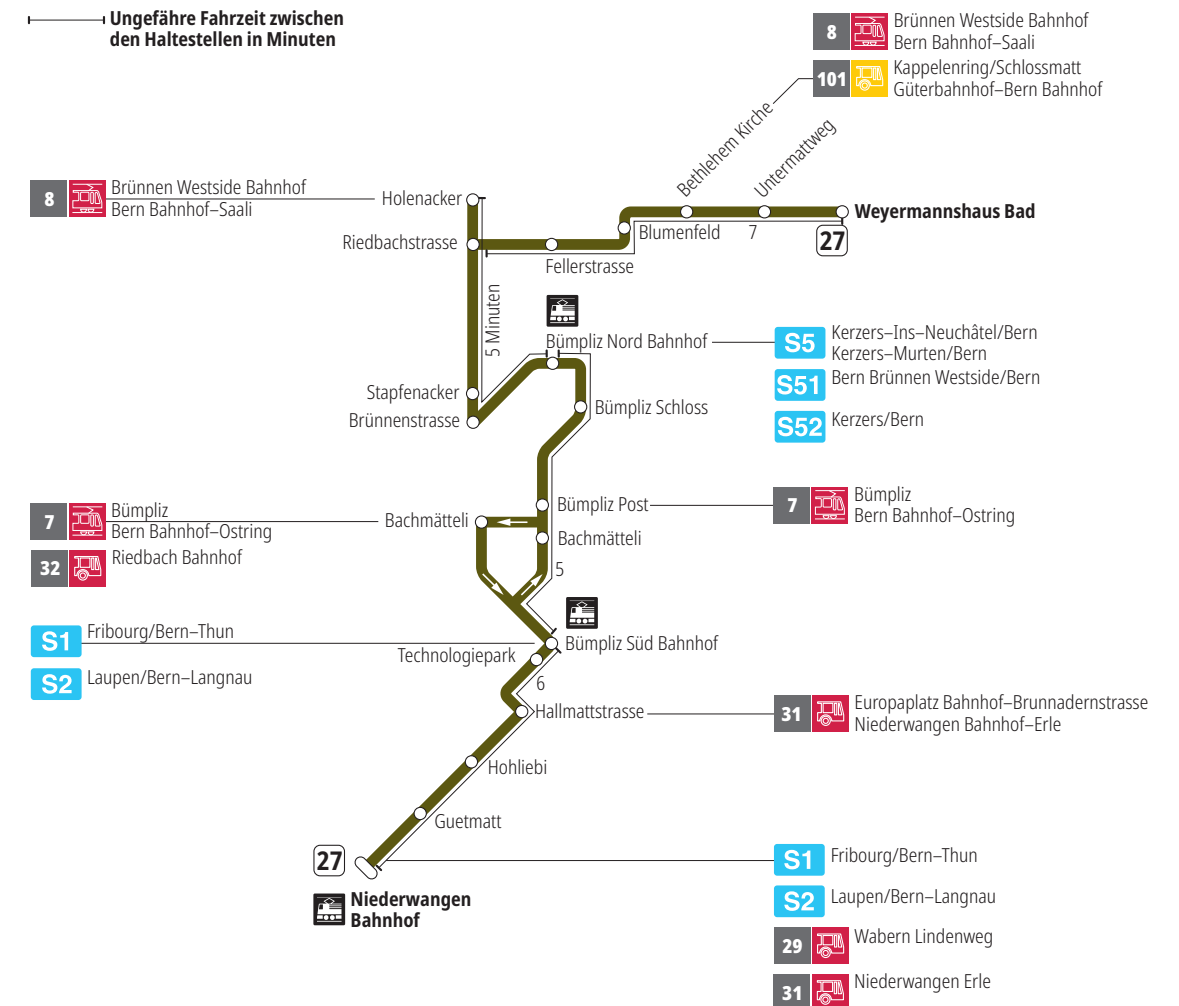 Ungefähre Fahrzeit zwischen
den Haltestellen in Minuten
8
Brünnen Westside Bahnhof
Bern Bahnhof–Saali
101
Kappelenring/Schlossmatt
Güterbahnhof–Bern Bahnhof
Bethlehem Kirche
Untermattweg
8
Brünnen Westside Bahnhof
Bern Bahnhof–Saali
Holenacker
Weyermannshaus Bad
Riedbachstrasse
Blumenfeld
7
27
Fellerstrasse
5 Minuten
Bümpliz Nord Bahnhof
S5
Kerzers–Ins–Neuchâtel/Bern
Kerzers–Murten/Bern
S51
Bern Brünnen Westside/Bern
Stapfenacker
Bümpliz Schloss
Brünnenstrasse
S52
Kerzers/Bern
7
Bümpliz
Bern Bahnhof–Ostring
Bachmätteli
Bümpliz Post
7
Bümpliz
Bern Bahnhof–Ostring
32
Riedbach Bahnhof
Bachmätteli
5
S1
Fribourg/Bern–Thun
Bümpliz Süd Bahnhof
Technologiepark
S2
Laupen/Bern–Langnau
6
Hallmattstrasse
31
Europaplatz Bahnhof–Brunnadernstrasse
Niederwangen Bahnhof–Erle
Hohliebi
Guetmatt
27
Niederwangen
Bahnhof
S1
Fribourg/Bern–Thun
S2
Laupen/Bern–Langnau
29
Wabern Lindenweg
31
Niederwangen Erle